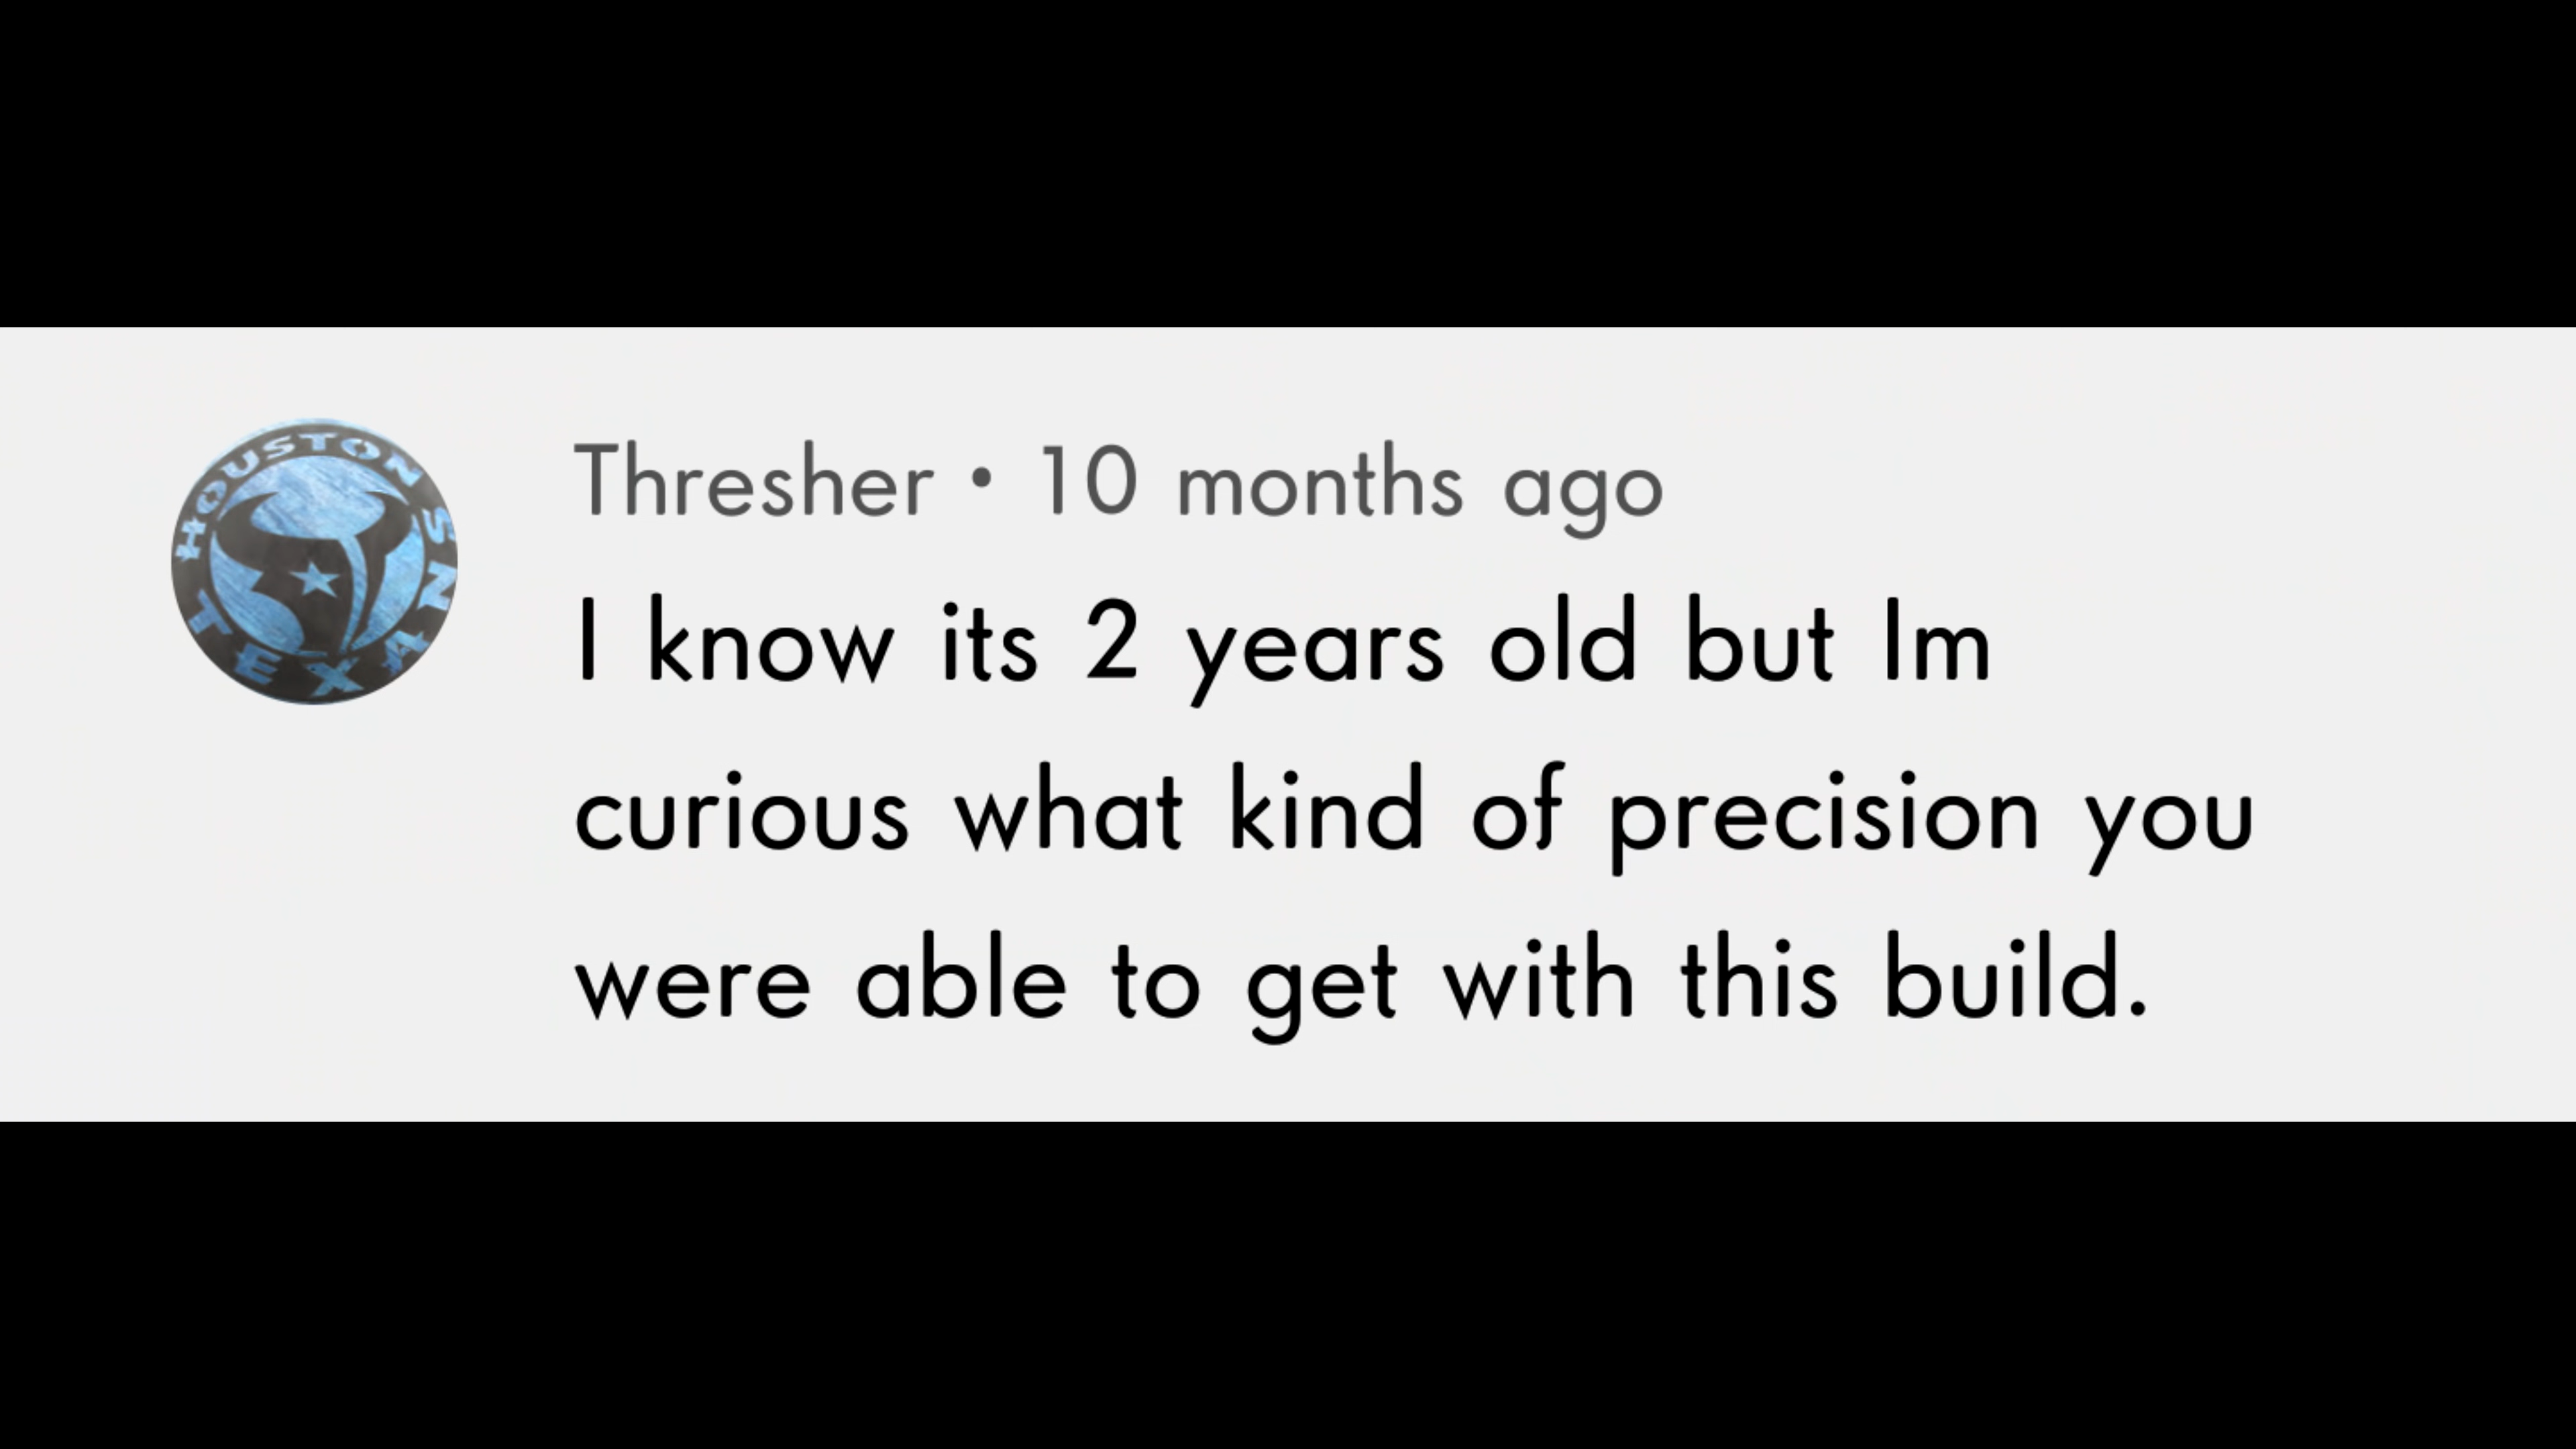 HOUSTON
TEXANS
Thresher • 10 months ago
I know its 2 years old but Im
curious what kind of precision you
were able to get with this build.